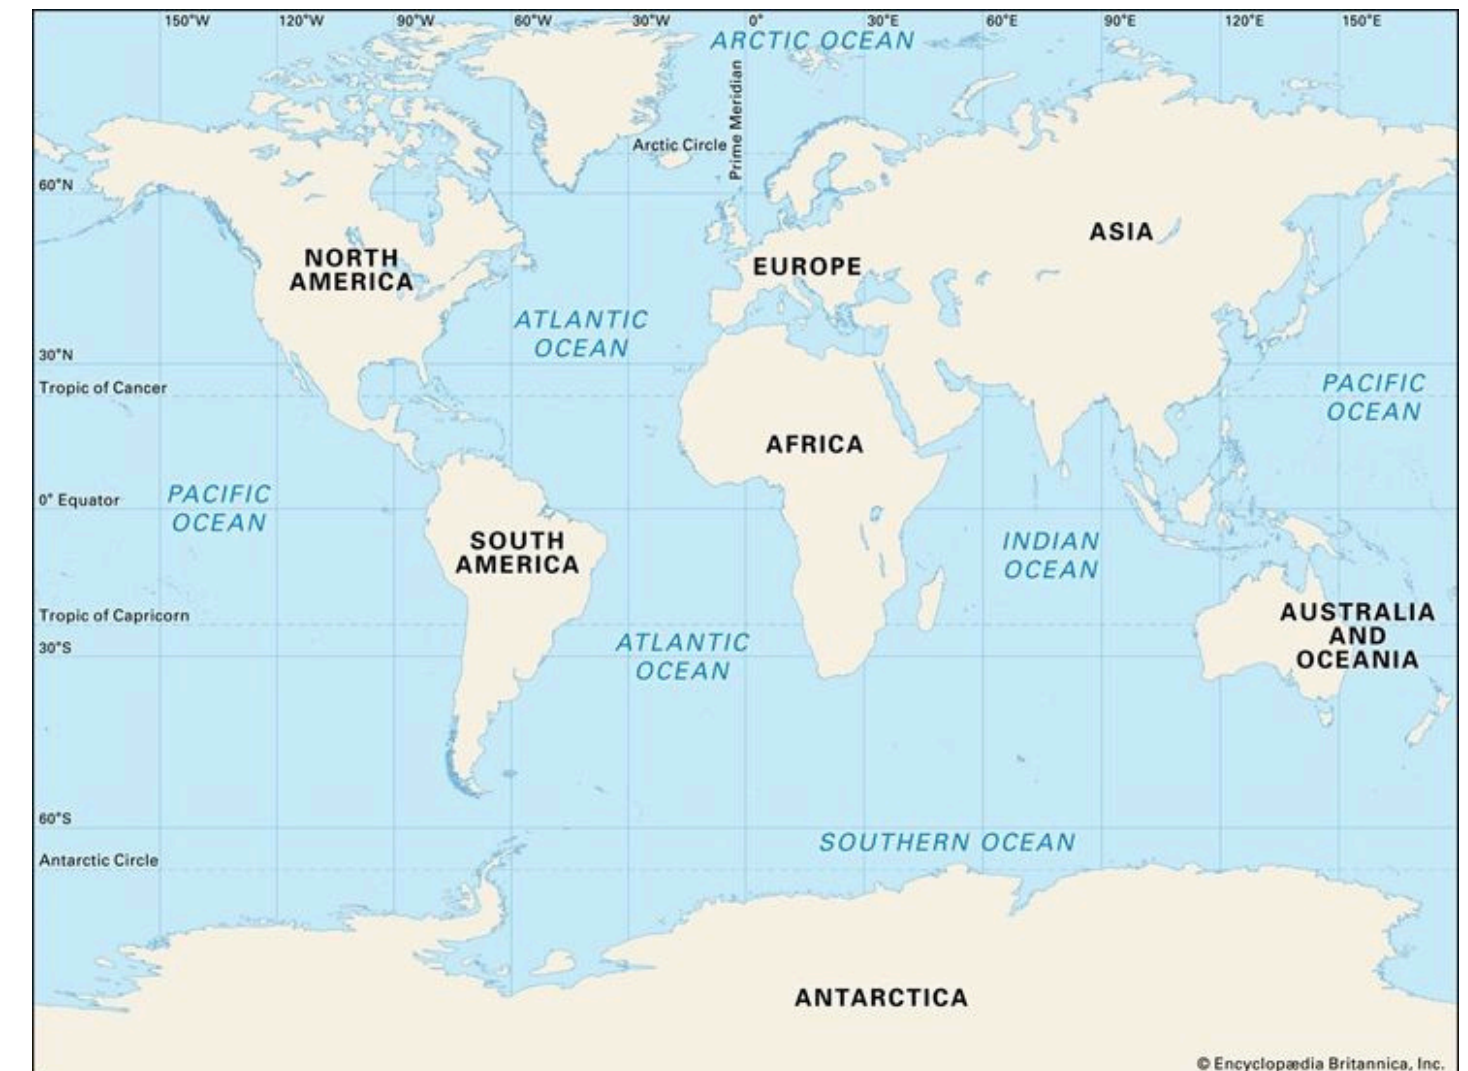 150°W 120°W 90°W 60°W 30°W 0° 30°E 60°E 90°E 120°E 150°E
ARCTIC OCEAN
Prime Meridian
Arctic Circle
60°N
ASIA
NORTH
AMERICA
EUROPE
ATLANTIC
OCEAN
30°N
Tropic of Cancer
PACIFIC
OCEAN
AFRICA
0° Equator
PACIFIC
OCEAN
SOUTH
AMERICA
INDIAN
OCEAN
Tropic of Capricorn
AUSTRALIA
AND
OCEANIA
ATLANTIC
OCEAN
30°S
60°S
SOUTHERN OCEAN
Antarctic Circle
ANTARCTICA
© Encyclopædia Britannica, Inc.